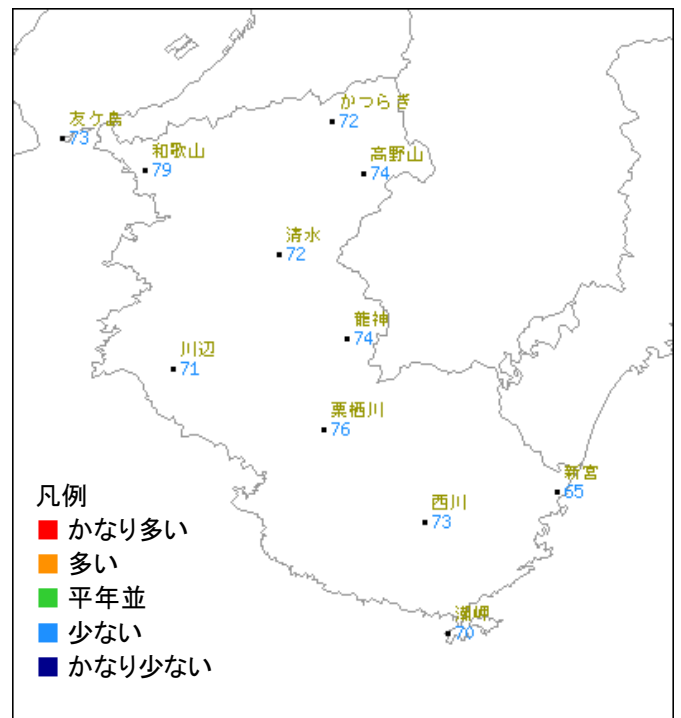 かつらぎ
72
友ケ島
73
和歌山
79
高野山
74
清水
72
龍神
74
川辺
71
栗栖川
76
新宮
65
西川
73
潮岬
70
凡例
かなり多い
多い
平年並
少ない
かなり少ない